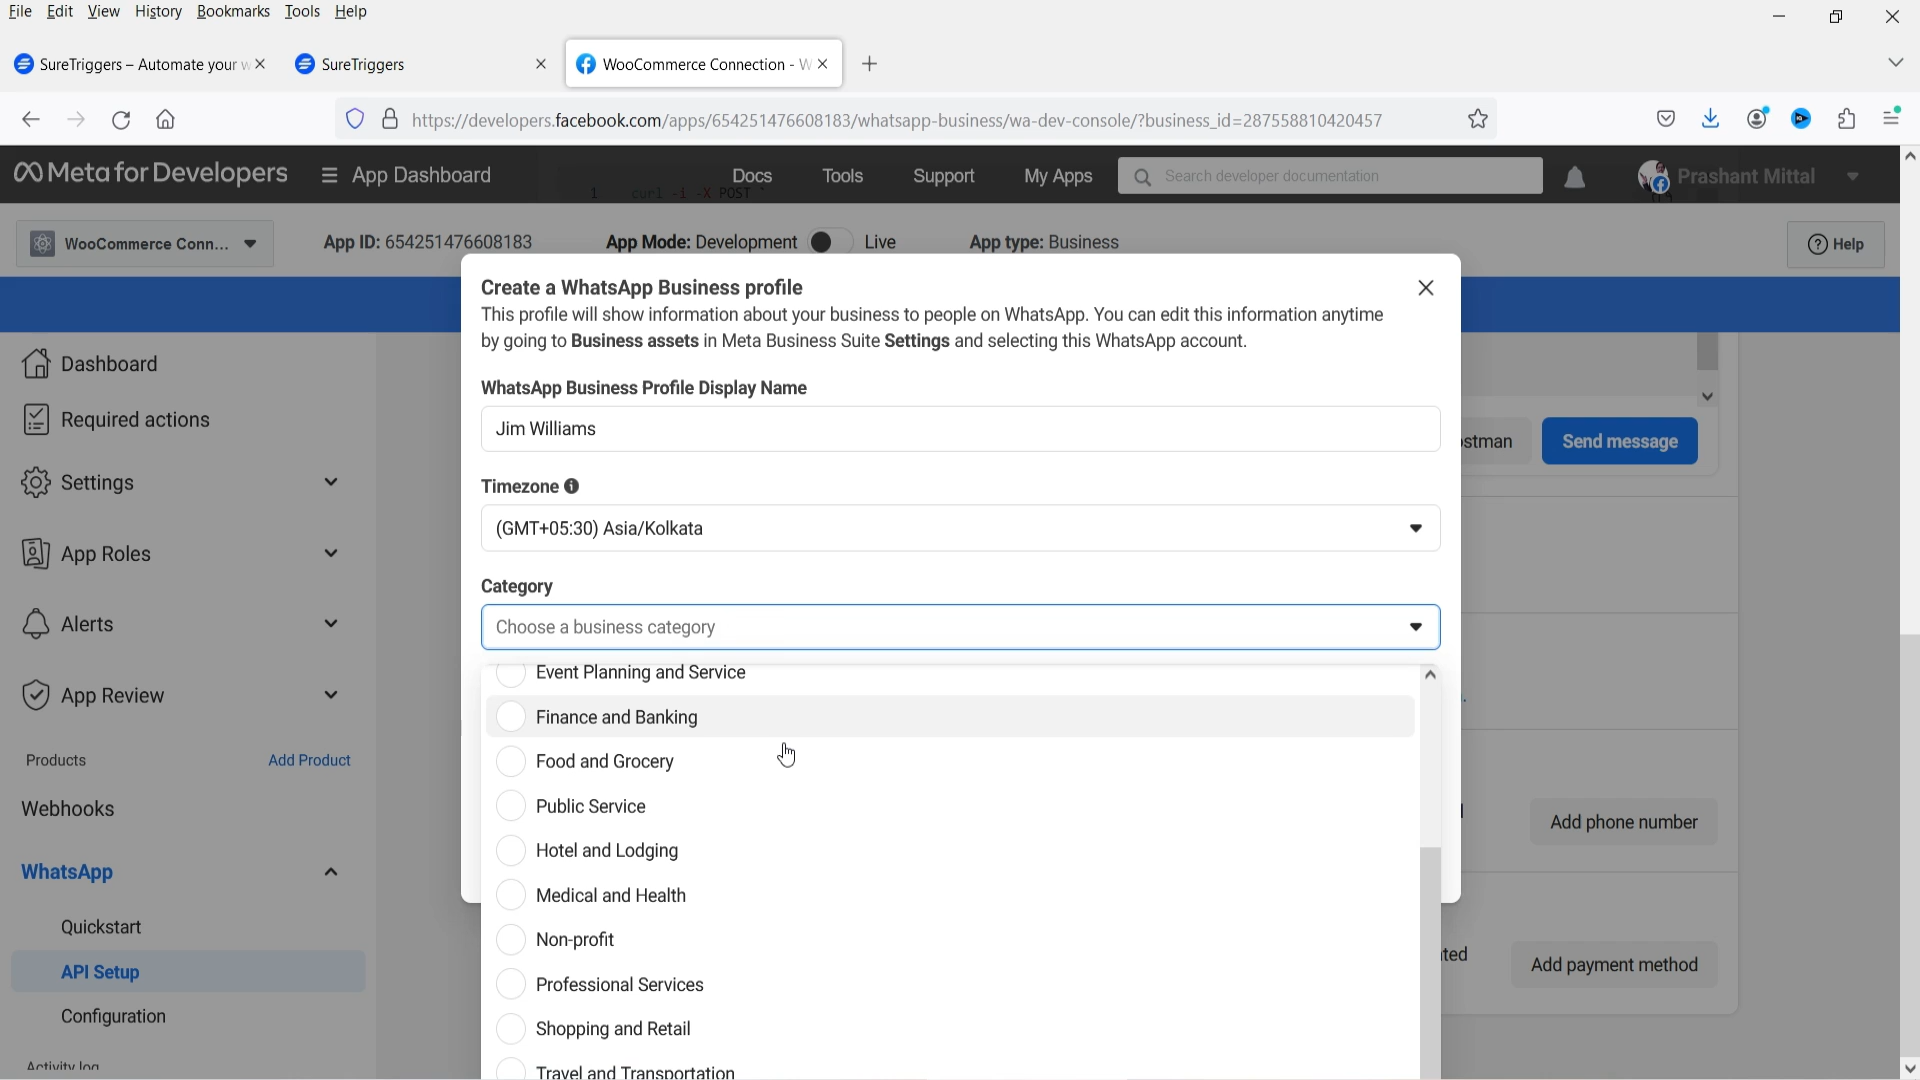 File Edit View History Bookmarks Tools Help
SureTriggers – Automate your w
SureTriggers
WooCommerce Connection - W
https://developers.facebook.com/apps/654251476608183/whatsapp-business/wa-dev-console/?business_id=287558810420457
Meta for Developers
App Dashboard
1 curl -i -X POST `
Docs
Tools
Support
My Apps
Search developer documentation
Prashant Mittal
WooCommerce Conn...
App ID: 654251476608183
App Mode: Development
Live
App type: Business
Help
Dashboard
Required actions
Settings
App Roles
Alerts
App Review
Products
Add Product
Webhooks
WhatsApp
Quickstart
API Setup
Configuration
Activity log
Create a WhatsApp Business profile
This profile will show information about your business to people on WhatsApp. You can edit this information anytime
by going to Business assets in Meta Business Suite Settings and selecting this WhatsApp account.
WhatsApp Business Profile Display Name
Jim Williams
Timezone
(GMT+05:30) Asia/Kolkata
Category
Choose a business category
Event Planning and Service
Finance and Banking
Food and Grocery
Public Service
Hotel and Lodging
Medical and Health
Non-profit
Professional Services
Shopping and Retail
Travel and Transportation
ostman
Send message
Add phone number
Add payment method